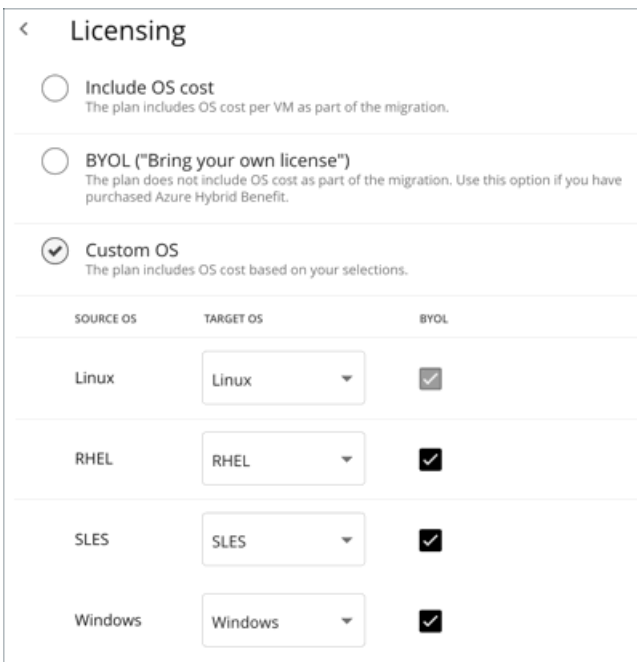 Licensing
Include OS cost
The plan includes OS cost per VM as part of the migration.
BYOL ("Bring your own license")
The plan does not include OS cost as part of the migration. Use this option if you have
purchased Azure Hybrid Benefit.
Custom OS
The plan includes OS cost based on your selections.
SOURCE OS TARGET OS BYOL
Linux Linux
RHEL RHEL
SLES SLES
Windows Windows